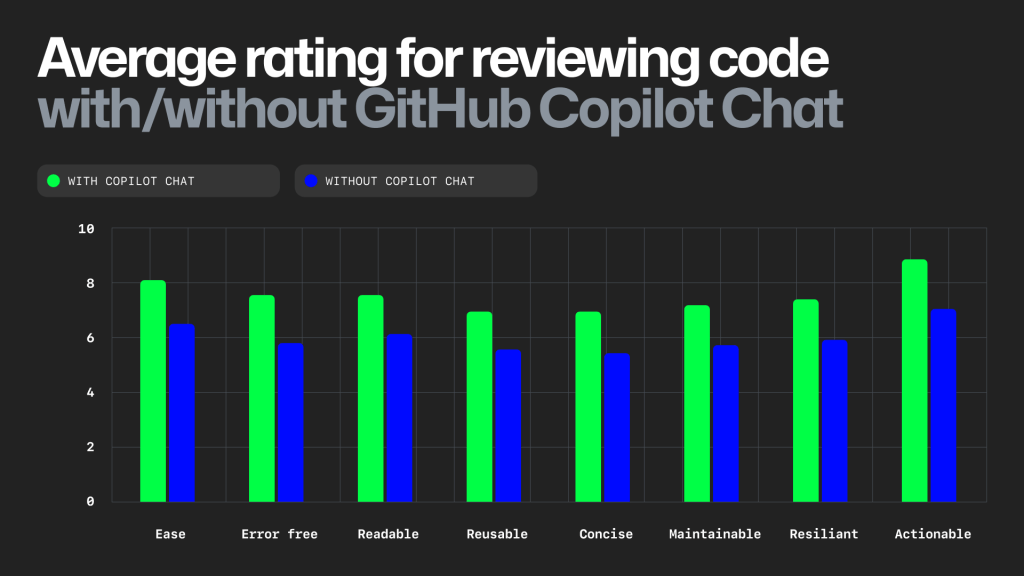 Average rating for reviewing code
with/without GitHub Copilot Chat
WITH COPILOT CHAT
WITHOUT COPILOT CHAT
10
8
6
4
2
0
Ease
Error free
Readable
Reusable
Concise
Maintainable
Resiliant
Actionable